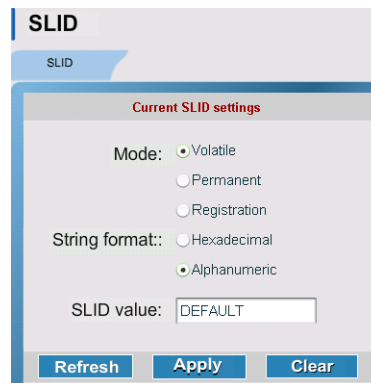 SLID
SLID
Current SLID settings
Mode: Volatile
Permanent
Registration
String format:: Hexadecimal
Alphanumeric
SLID value: DEFAULT
Refresh Apply Clear